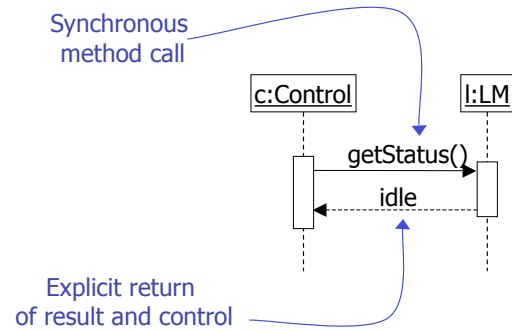 Synchronous
method call
c:Control
l:LM
getStatus()
idle
Explicit return
of result and control